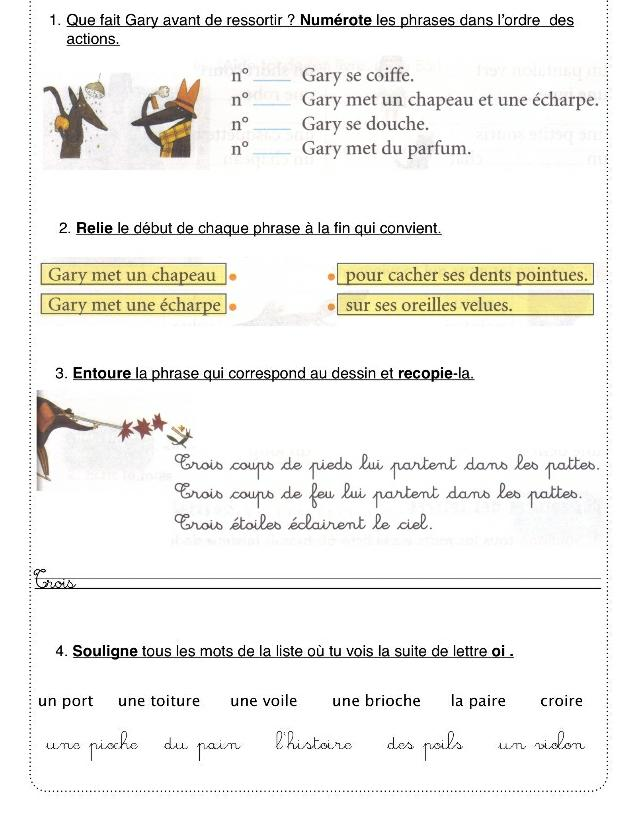 1. Que fait Gary avant de ressortir ? Numérote les phrases dans l'ordre des
actions.
n° ____ Gary se coiffe.
n° ____ Gary met un chapeau et une écharpe.
n° ____ Gary se douche.
n° ____ Gary met du parfum.
2. Relie le début de chaque phrase à la fin qui convient.
Gary met un chapeau • • pour cacher ses dents pointues.
Gary met une écharpe • • sur ses oreilles velues.
3. Entoure la phrase qui correspond au dessin et recopie-la.
Trois coups de pieds lui partent dans les pattes.
Trois coups de feu lui partent dans les pattes.
Trois étoiles éclairent le ciel.
Trois
4. Souligne tous les mots de la liste où tu vois la suite de lettre oi .
un port une toiture une voile une brioche la paire croire
une pioche du pain l'histoire des poils un violon